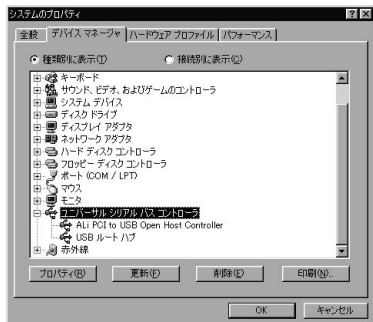 システムのプロパティ
全般 デバイス マネージャ ハードウェア プロファイル パフォーマンス
種類別に表示(T) 接続別に表示(C)
キーボード
サウンド、ビデオ、およびゲームのコントローラ
システム デバイス
ディスク ドライブ
ディスプレイ アダプタ
ネットワーク アダプタ
ハード ディスク コントローラ
フロッピー ディスク コントローラ
ポート (COM / LPT)
マウス
モニタ
ユニバーサル シリアル バス コントローラ
ALi PCI to USB Open Host Controller
USB ルート ハブ
赤外線
プロパティ(R) 更新(F) 削除(E) 印刷(N)...
OK キャンセル